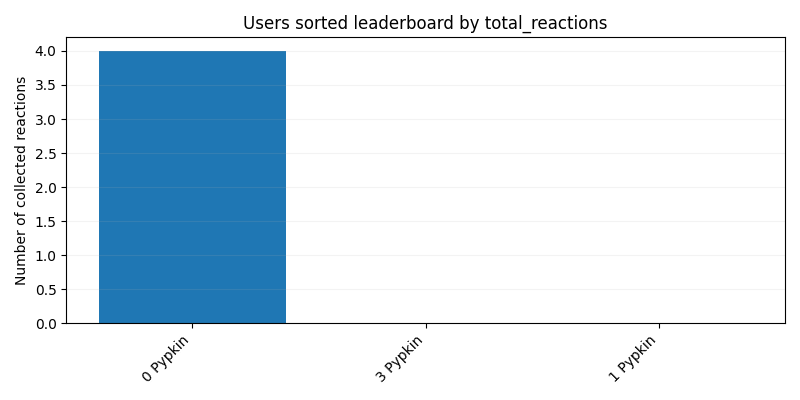 Users sorted leaderboard by total_reactions
Number of collected reactions
4.0
3.5
3.0
2.5
2.0
1.5
1.0
0.5
0.0
0 Pypkin
3 Pypkin
1 Pypkin